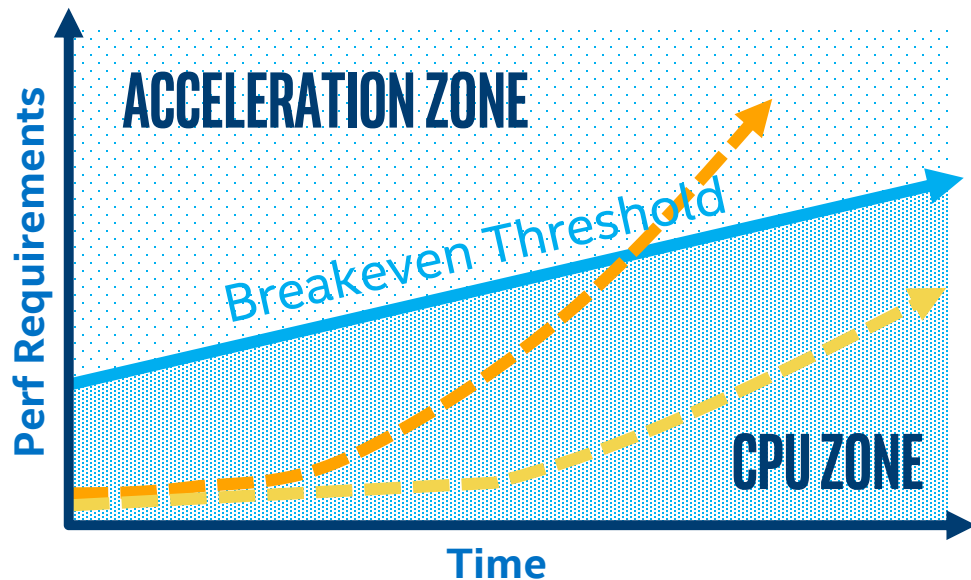 ACCELERATION ZONE
Perf Requirements
Breakeven Threshold
CPU ZONE
Time